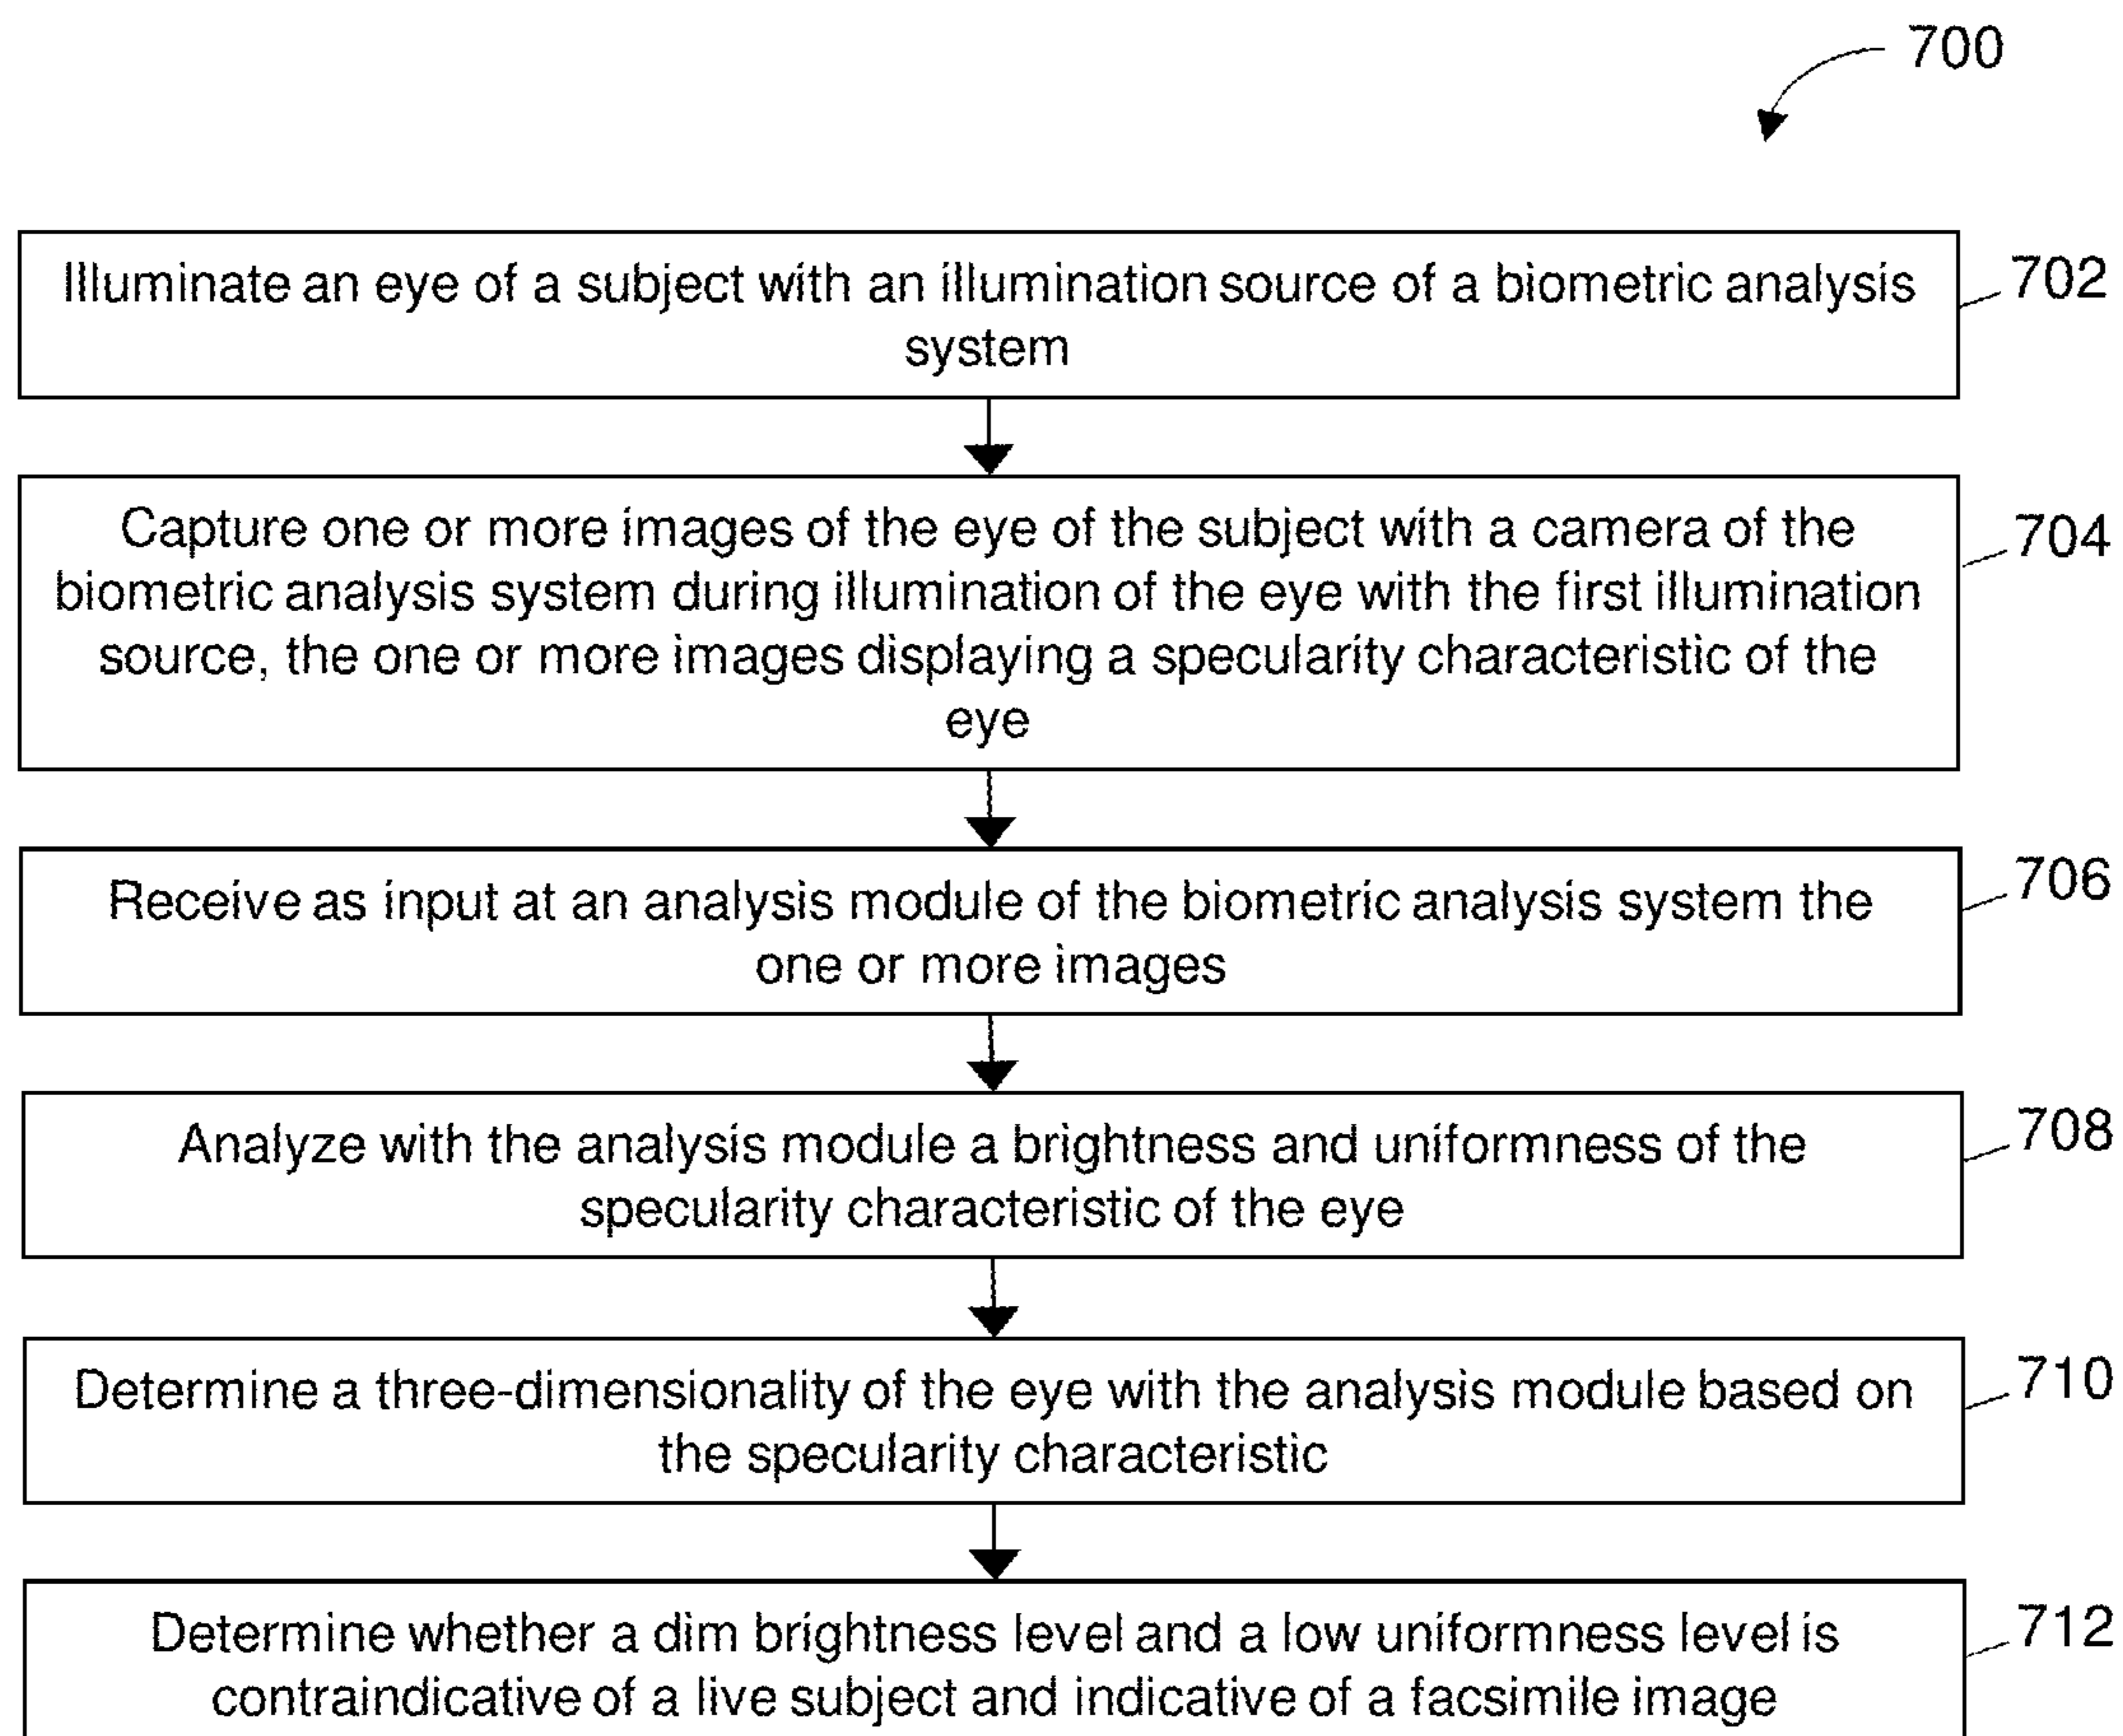 700
Illuminate an eye of a subject with an illumination source of a biometric analysis
system
702
Capture one or more images of the eye of the subject with a camera of the
biometric analysis system during illumination of the eye with the first illumination
source, the one or more images displaying a specularity characteristic of the
eye
704
Receive as input at an analysis module of the biometric analysis system the
one or more images
706
Analyze with the analysis module a brightness and uniformness of the
specularity characteristic of the eye
708
Determine a three-dimensionality of the eye with the analysis module based on
the specularity characteristic
710
Determine whether a dim brightness level and a low uniformness level is
contraindicative of a live subject and indicative of a facsimile image
712